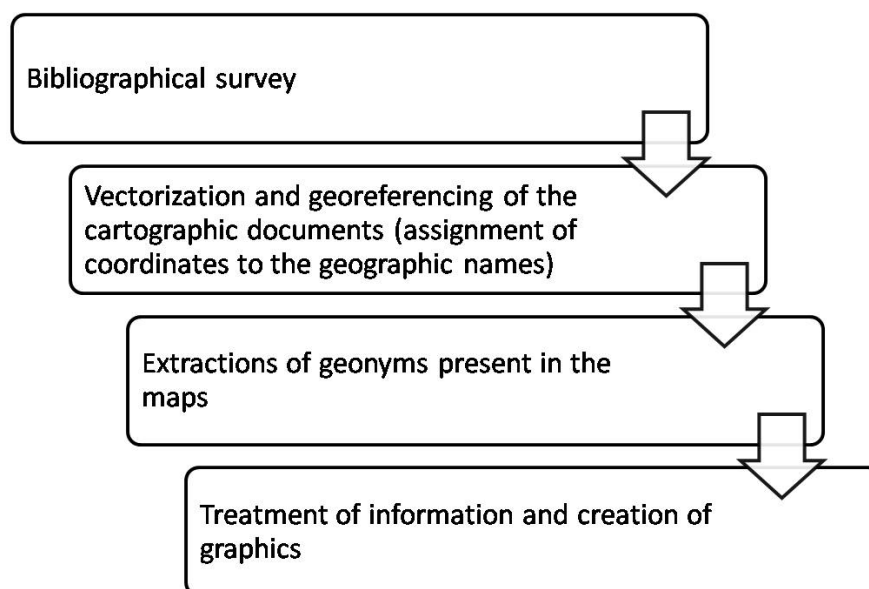 Bibliographical survey
Vectorization and georeferencing of the
cartographic documents (assignment of
coordinates to the geographic names)
Extractions of geonyms present in the
maps
Treatment of information and creation of
graphics